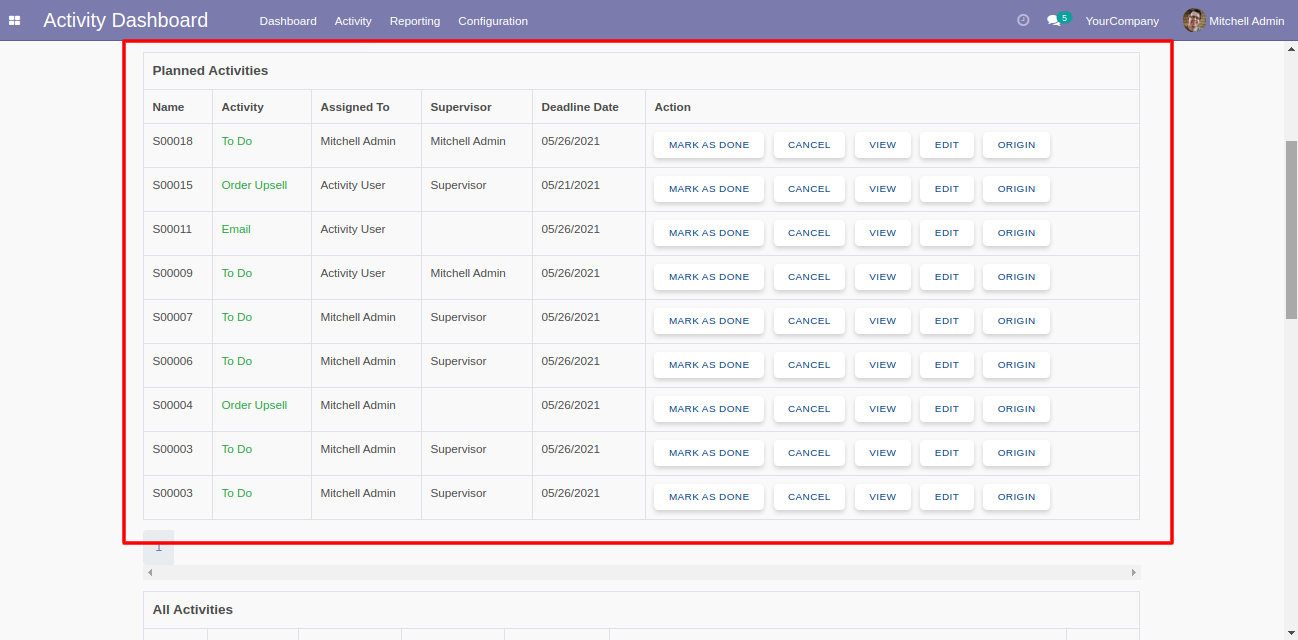 Activity Dashboard Dashboard Activity Reporting Configuration 5 YourCompany Mitchell Admin
Planned Activities
Name Activity Assigned To Supervisor Deadline Date Action
S00018 To Do Mitchell Admin Mitchell Admin 05/26/2021 MARK AS DONE CANCEL VIEW EDIT ORIGIN
S00015 Order Upsell Activity User Supervisor 05/21/2021 MARK AS DONE CANCEL VIEW EDIT ORIGIN
S00011 Email Activity User 05/26/2021 MARK AS DONE CANCEL VIEW EDIT ORIGIN
S00009 To Do Activity User Mitchell Admin 05/26/2021 MARK AS DONE CANCEL VIEW EDIT ORIGIN
S00007 To Do Mitchell Admin Supervisor 05/26/2021 MARK AS DONE CANCEL VIEW EDIT ORIGIN
S00006 To Do Mitchell Admin Supervisor 05/26/2021 MARK AS DONE CANCEL VIEW EDIT ORIGIN
S00004 Order Upsell Mitchell Admin 05/26/2021 MARK AS DONE CANCEL VIEW EDIT ORIGIN
S00003 To Do Mitchell Admin Supervisor 05/26/2021 MARK AS DONE CANCEL VIEW EDIT ORIGIN
S00003 To Do Mitchell Admin Supervisor 05/26/2021 MARK AS DONE CANCEL VIEW EDIT ORIGIN
1
All Activities